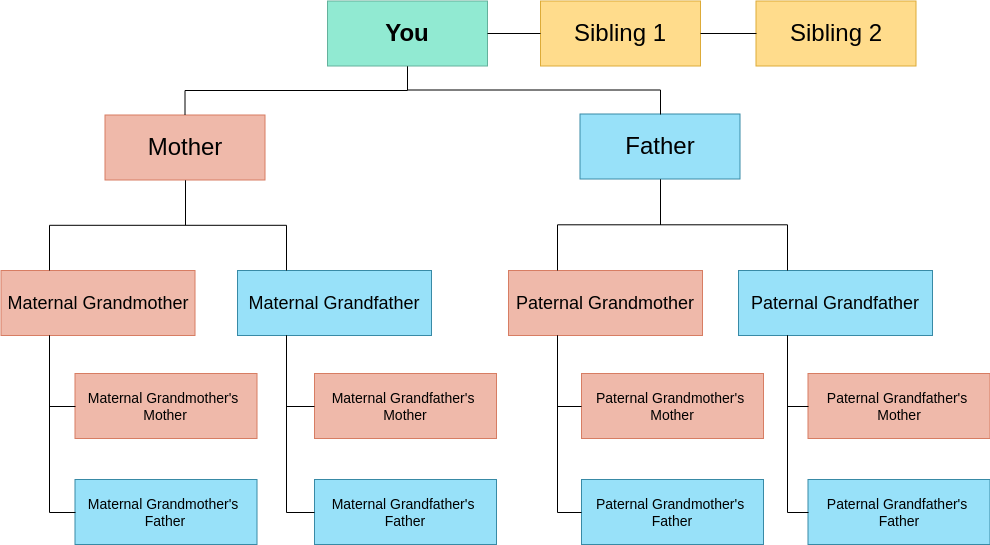 You
Sibling 1
Sibling 2
Mother
Father
Maternal Grandmother
Maternal Grandfather
Paternal Grandmother
Paternal Grandfather
Maternal Grandmother's
Mother
Maternal Grandfather's
Mother
Paternal Grandmother's
Mother
Paternal Grandfather's
Mother
Maternal Grandmother's
Father
Maternal Grandfather's
Father
Paternal Grandmother's
Father
Paternal Grandfather's
Father